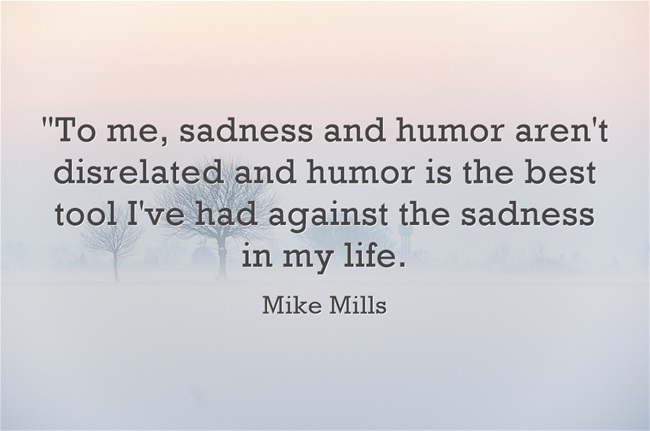 "To me, sadness and humor aren't
disrelated and humor is the best
tool I've had against the sadness
in my life.
Mike Mills